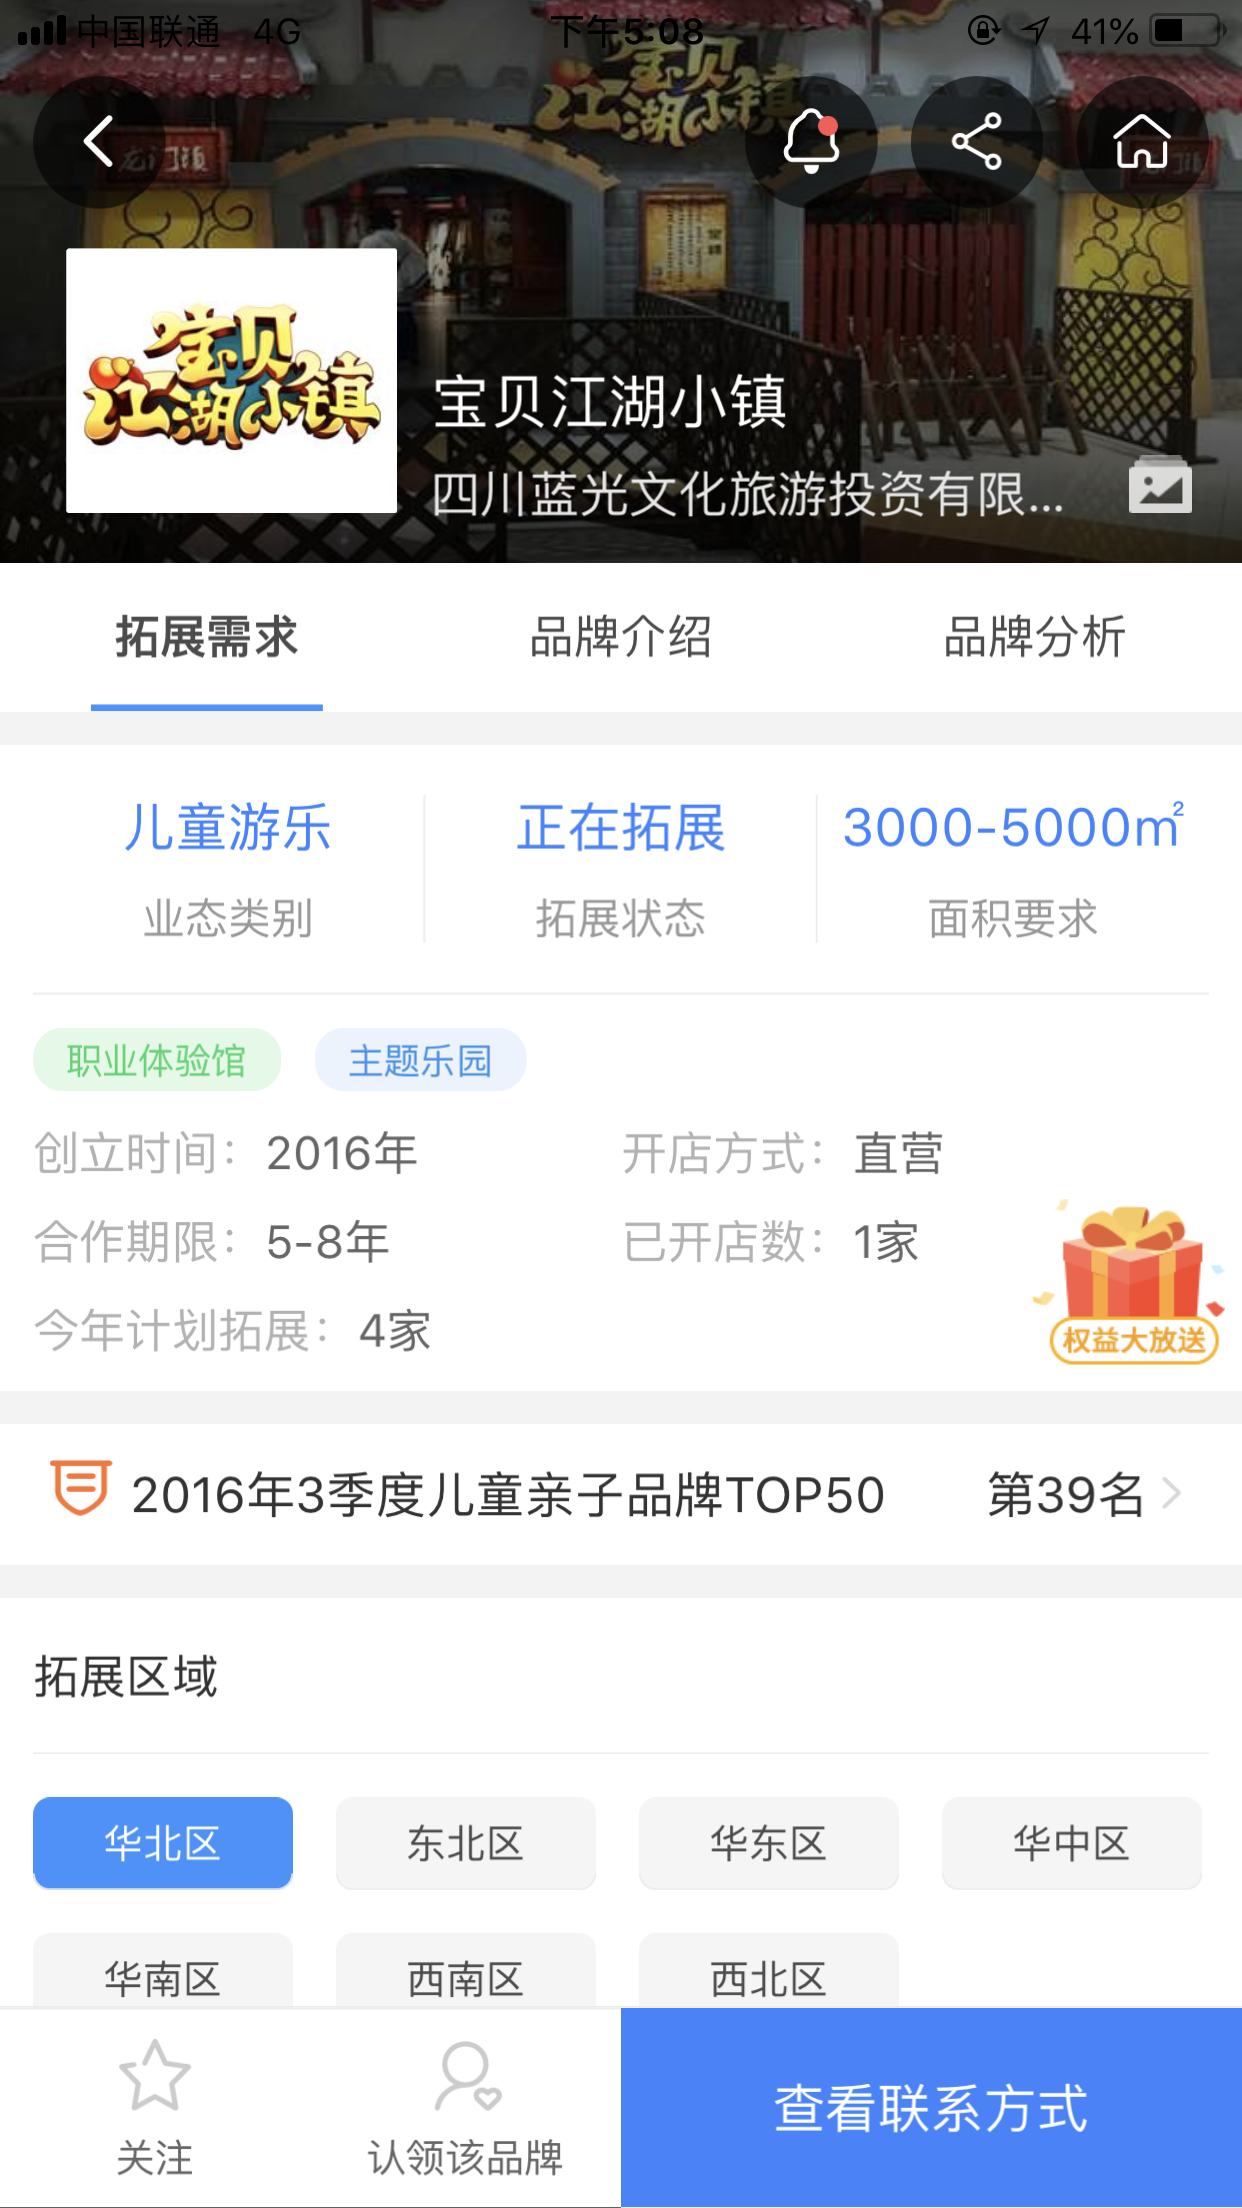 中国联通 4G 下午5:08 41%
宝贝
江湖小镇
龙门镇
宝贝
江湖小镇
宝贝江湖小镇
四川蓝光文化旅游投资有限...
拓展需求 品牌介绍 品牌分析
儿童游乐 正在拓展 3000-5000㎡
业态类别 拓展状态 面积要求
职业体验馆 主题乐园
创立时间： 2016年 开店方式： 直营
合作期限： 5-8年 已开店数： 1家
今年计划拓展： 4家
权益大放送
2016年3季度儿童亲子品牌TOP50 第39名
拓展区域
华北区 东北区 华东区 华中区
华南区 西南区 西北区
关注 认领该品牌 查看联系方式